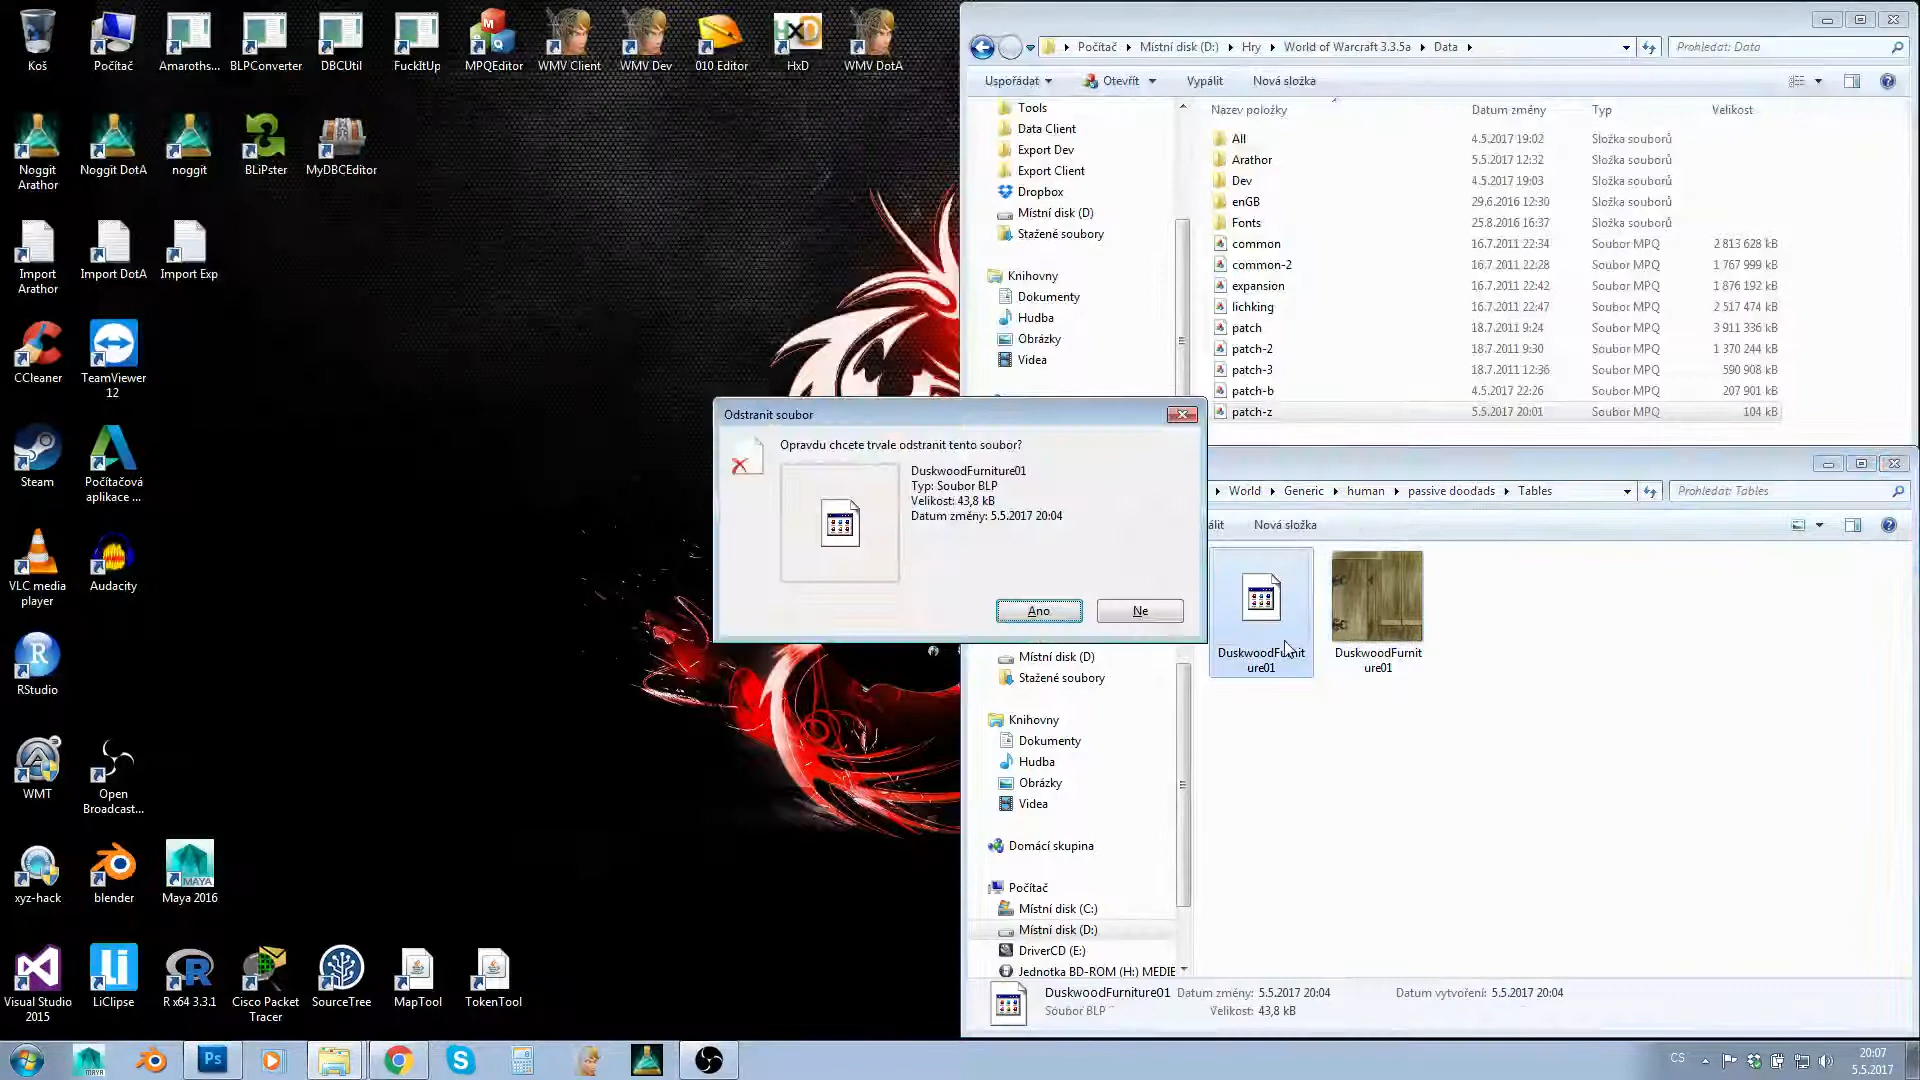 Koš
Počítač
Amaroths...
BLPConverter
DBCUtil
FuckItUp
MPQEditor
WMV Client
WMV Dev
010 Editor
HxD
WMV DotA
Noggit
Arathor
Noggit DotA
noggit
BLiPster
MyDBCEditor
Import
Arathor
Import DotA
Import Exp
CCleaner
TeamViewer
12
Steam
Počítačová
aplikace ...
VLC media
player
Audacity
RStudio
WMT
Open
Broadcast...
xyz-hack
blender
Maya 2016
MAYA
Visual Studio
2015
LiClipse
R x64 3.3.1
Cisco Packet
Tracer
SourceTree
MapTool
TokenTool
Počítač
Místní disk (D:)
Hry
World of Warcraft 3.3.5a
Data
Prohledat: Data
Uspořádat
Otevřít
Vypálit
Nová složka
Tools
Data Client
Export Dev
Export Client
Dropbox
Místní disk (D)
Stažené soubory
Knihovny
Dokumenty
Hudba
Obrázky
Videa
Název položky Datum změny Typ Velikost
All 4.5.2017 19:02 Složka souborů
Arathor 5.5.2017 12:32 Složka souborů
Dev 4.5.2017 19:03 Složka souborů
enGB 29.6.2016 12:30 Složka souborů
Fonts 25.8.2016 16:37 Složka souborů
common 16.7.2011 22:34 Soubor MPQ 2 813 628 kB
common-2 16.7.2011 22:28 Soubor MPQ 1 767 999 kB
expansion 16.7.2011 22:42 Soubor MPQ 1 876 192 kB
lichking 16.7.2011 22:47 Soubor MPQ 2 517 474 kB
patch 18.7.2011 9:24 Soubor MPQ 3 911 336 kB
patch-2 18.7.2011 9:30 Soubor MPQ 1 370 244 kB
patch-3 18.7.2011 12:36 Soubor MPQ 590 908 kB
patch-b 4.5.2017 22:26 Soubor MPQ 207 901 kB
patch-z 5.5.2017 20:01 Soubor MPQ 104 kB
Odstranit soubor
Opravdu chcete trvale odstranit tento soubor?
DuskwoodFurniture01
Typ: Soubor BLP
Velikost: 43,8 kB
Datum změny: 5.5.2017 20:04
Ano
Ne
World
Generic
human
passive doodads
Tables
Prohledat: Tables
álit
Nová složka
DuskwoodFurnit
ure01
DuskwoodFurnit
ure01
Místní disk (D)
Stažené soubory
Knihovny
Dokumenty
Hudba
Obrázky
Videa
Domácí skupina
Počítač
Místní disk (C:)
Místní disk (D:)
DriverCD (E:)
Jednotka BD-ROM (H:) MEDIE
DuskwoodFurniture01 Datum změny: 5.5.2017 20:04 Datum vytvoření: 5.5.2017 20:04
Soubor BLP Velikost: 43,8 kB
Ps
CS
20:07
5.5.2017